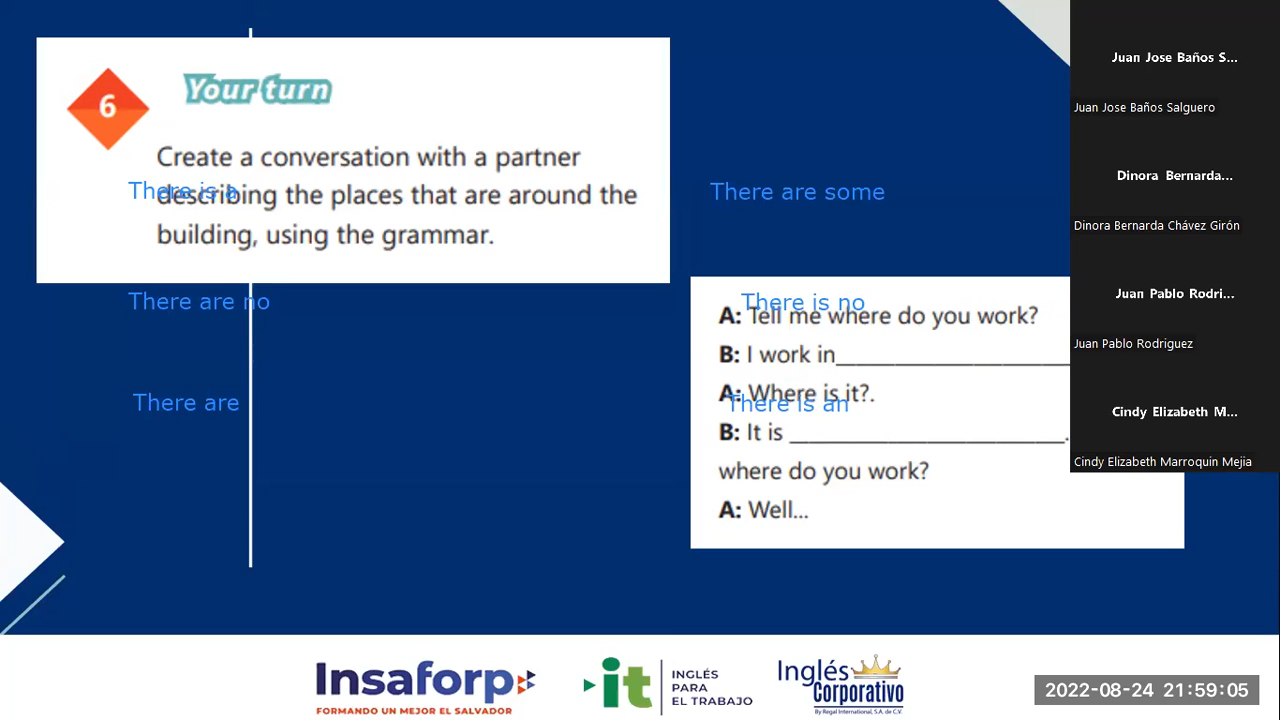 6
Your turn
Create a conversation with a partner
describing the places that are around the
building, using the grammar.
There is a
There are some
There are no
There is no
There are
There is an
A: Tell me where do you work?
B: I work in____________________
A: Where is it?.
B: It is ____________________.
where do you work?
A: Well...
Juan Jose Baños S...
Juan Jose Baños Salguero
Dinora Bernarda...
Dinora Bernarda Chávez Girón
Juan Pablo Rodri...
Juan Pablo Rodriguez
Cindy Elizabeth M...
Cindy Elizabeth Marroquin Mejia
Insaforp
FORMANDO UN MEJOR EL SALVADOR
it
INGLÉS
PARA
EL TRABAJO
Inglés
Corporativo
By Regal International, S.A. de C.V.
2022-08-24 21:59:05